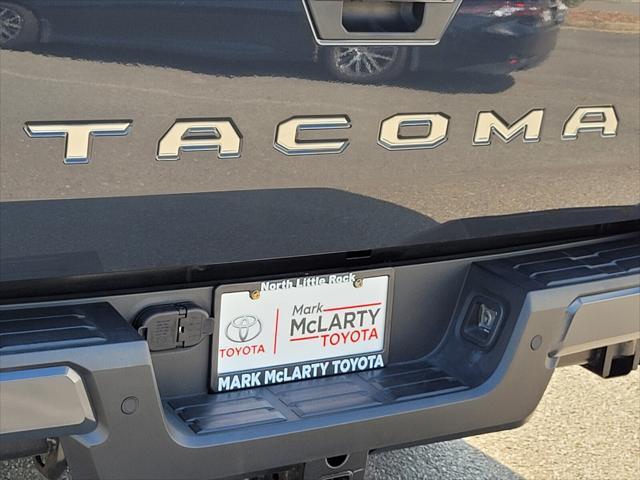 TACOMA
North Little Rock
Mark
McLARTY
TOYOTA
TOYOTA
MARK McLARTY TOYOTA